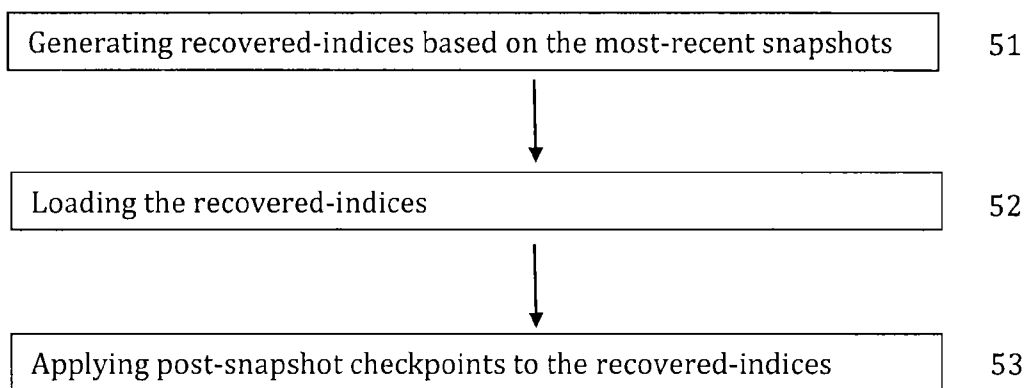 Generating recovered-indices based on the most-recent snapshots 51
Loading the recovered-indices 52
Applying post-snapshot checkpoints to the recovered-indices 53